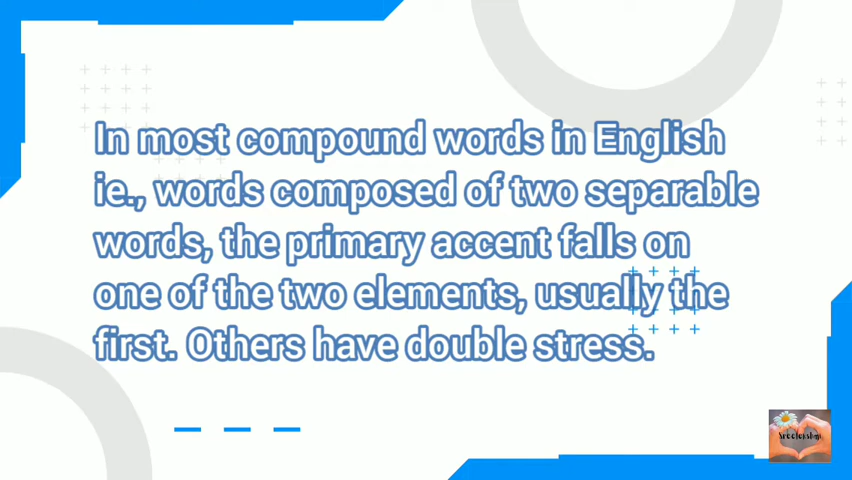 In most compound words in English
ie., words composed of two separable
words, the primary accent falls on
one of the two elements, usually the
first. Others have double stress.